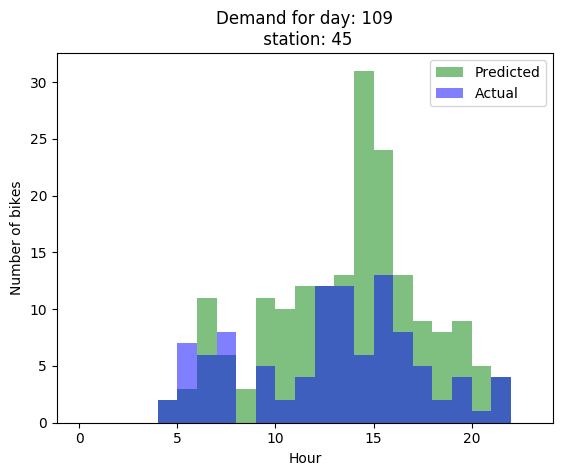 Demand for day: 109
station: 45
Predicted
Actual
Number of bikes
30
25
20
15
10
5
0
0 5 10 15 20
Hour